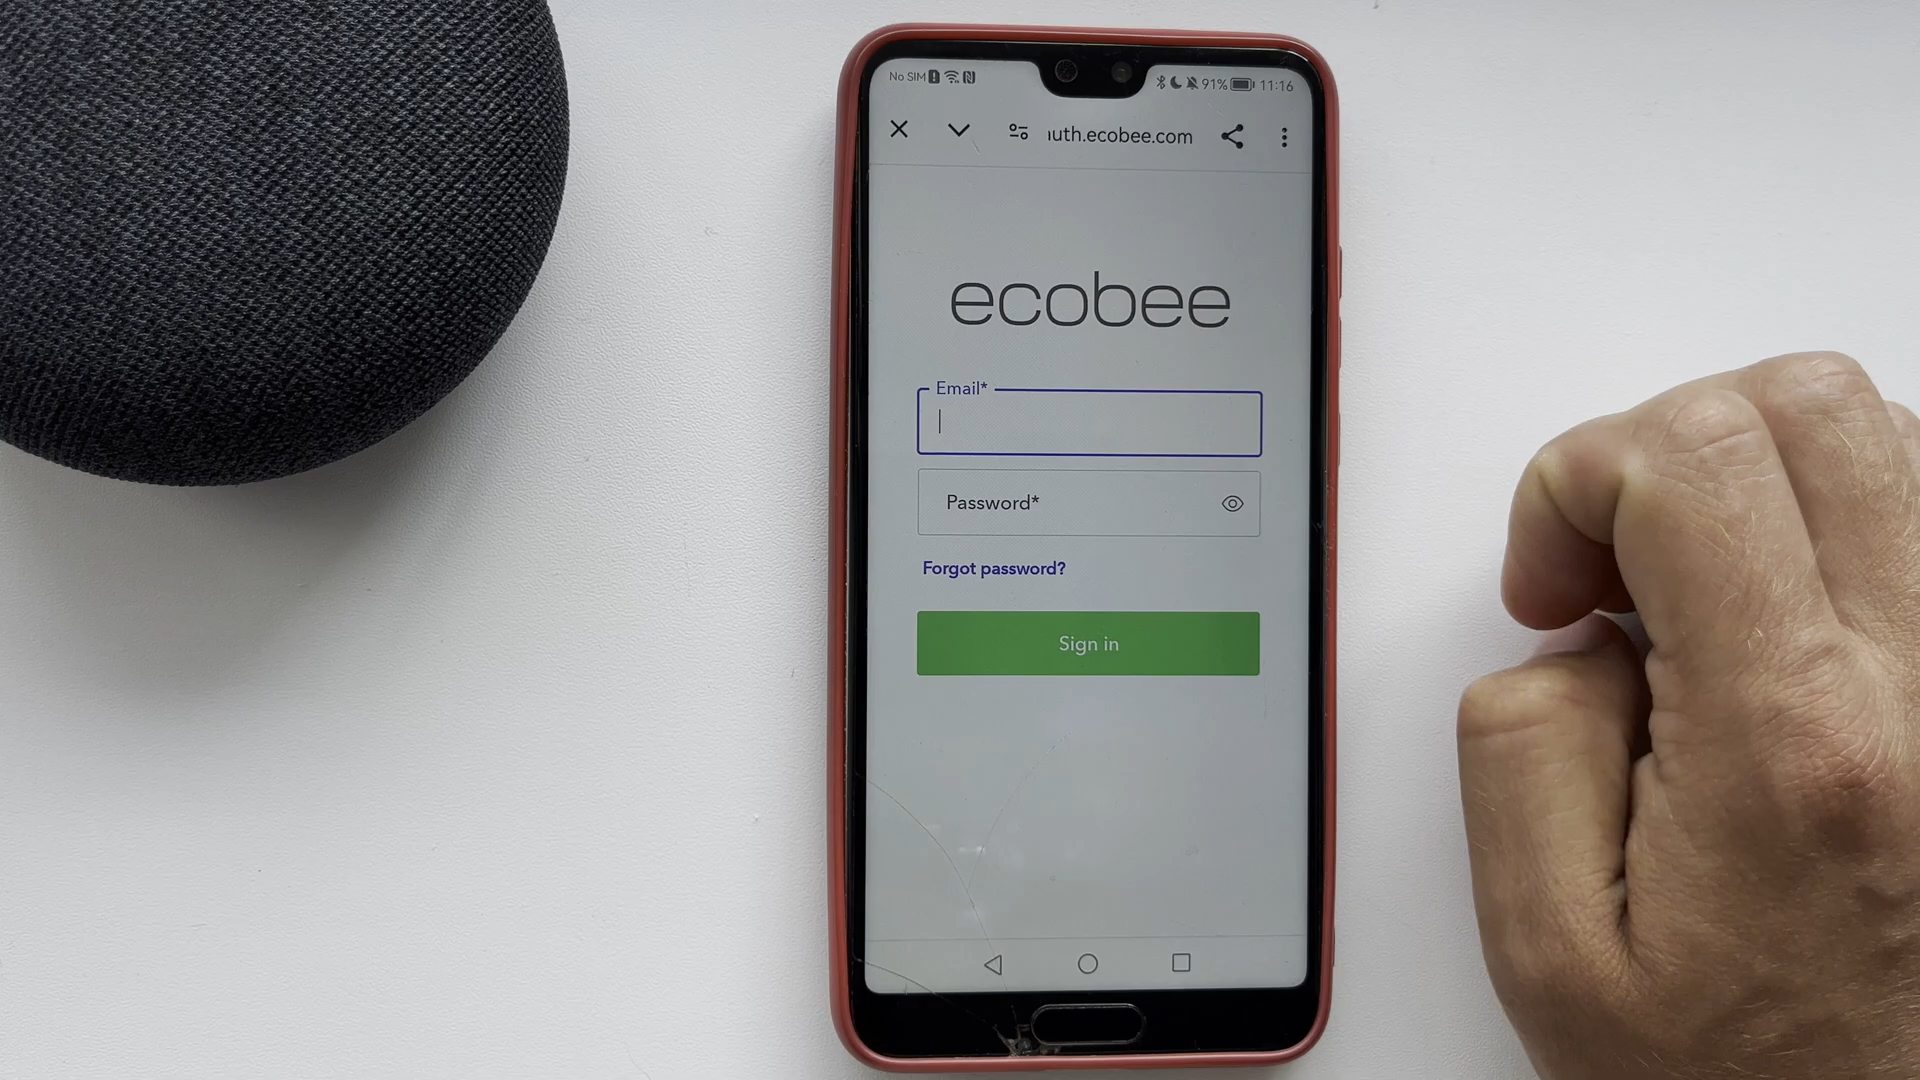 No SIM 91% 11:16
uth.ecobee.com
ecobee
Email*
Password*
Forgot password?
Sign in